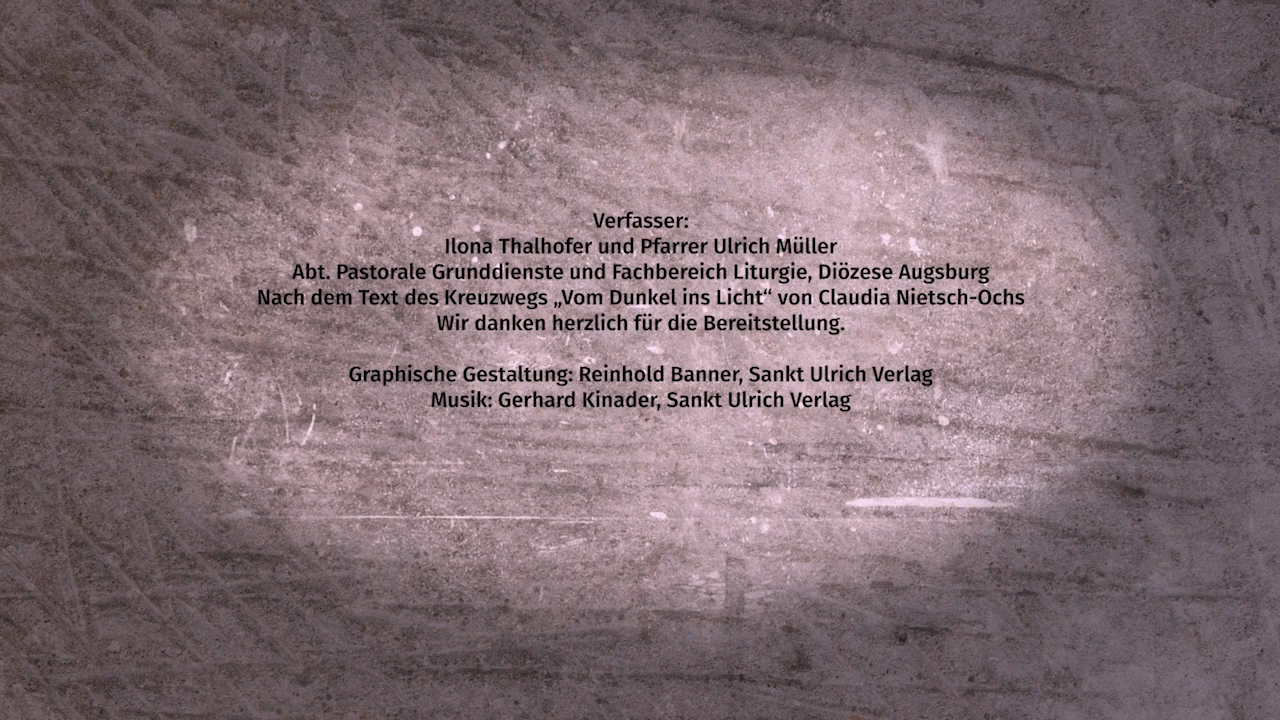 Verfasser:
Ilona Thalhofer und Pfarrer Ulrich Müller
Abt. Pastorale Grunddienste und Fachbereich Liturgie, Diözese Augsburg
Nach dem Text des Kreuzwegs „Vom Dunkel ins Licht“ von Claudia Nietsch-Ochs
Wir danken herzlich für die Bereitstellung.
Graphische Gestaltung: Reinhold Banner, Sankt Ulrich Verlag
Musik: Gerhard Kinader, Sankt Ulrich Verlag